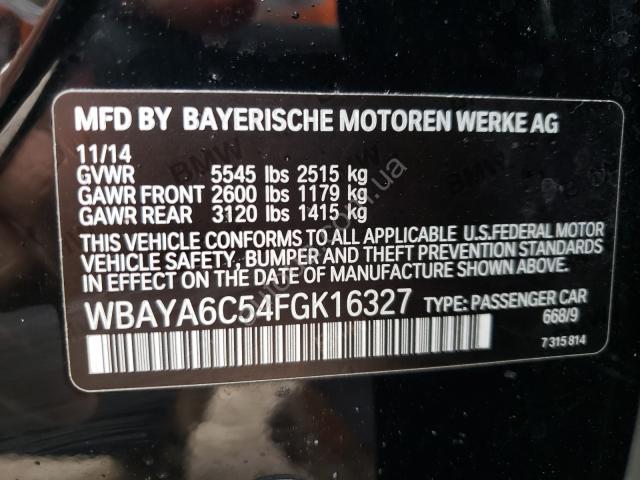 MFD BY BAYERISCHE MOTOREN WERKE AG
11/14
GVWR 5545 lbs 2515 kg
GAWR FRONT 2600 lbs 1179 kg
GAWR REAR 3120 lbs 1415 kg
THIS VEHICLE CONFORMS TO ALL APPLICABLE U.S.FEDERAL MOTOR
VEHICLE SAFETY, BUMPER AND THEFT PREVENTION STANDARDS
IN EFFECT ON DATE OF MANUFACTURE SHOWN ABOVE.
WBAYA6C54FGK16327 TYPE: PASSENGER CAR
668/9
7 315 814